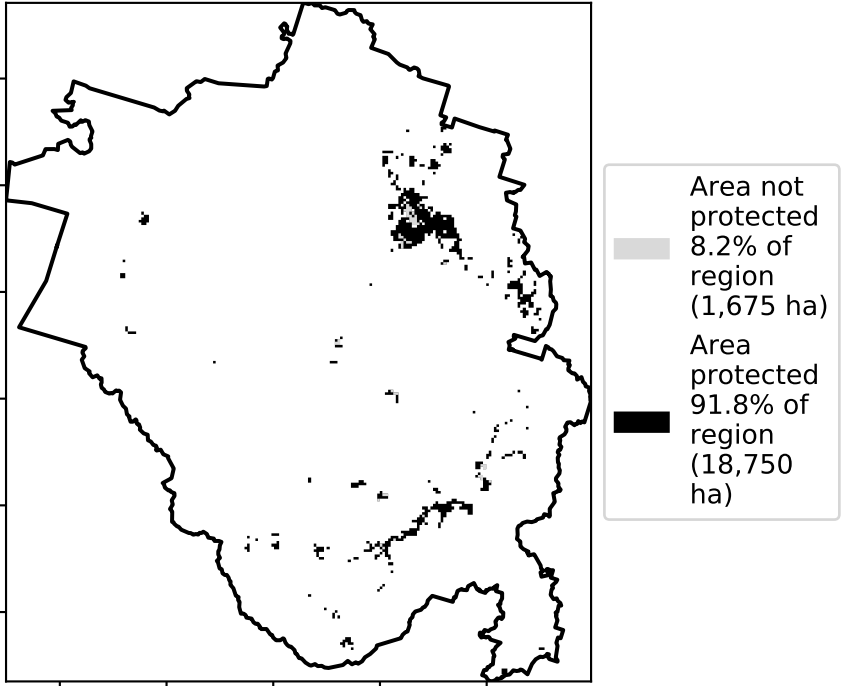 Area not
protected
8.2% of
region
(1,675 ha)
Area
protected
91.8% of
region
(18,750
ha)